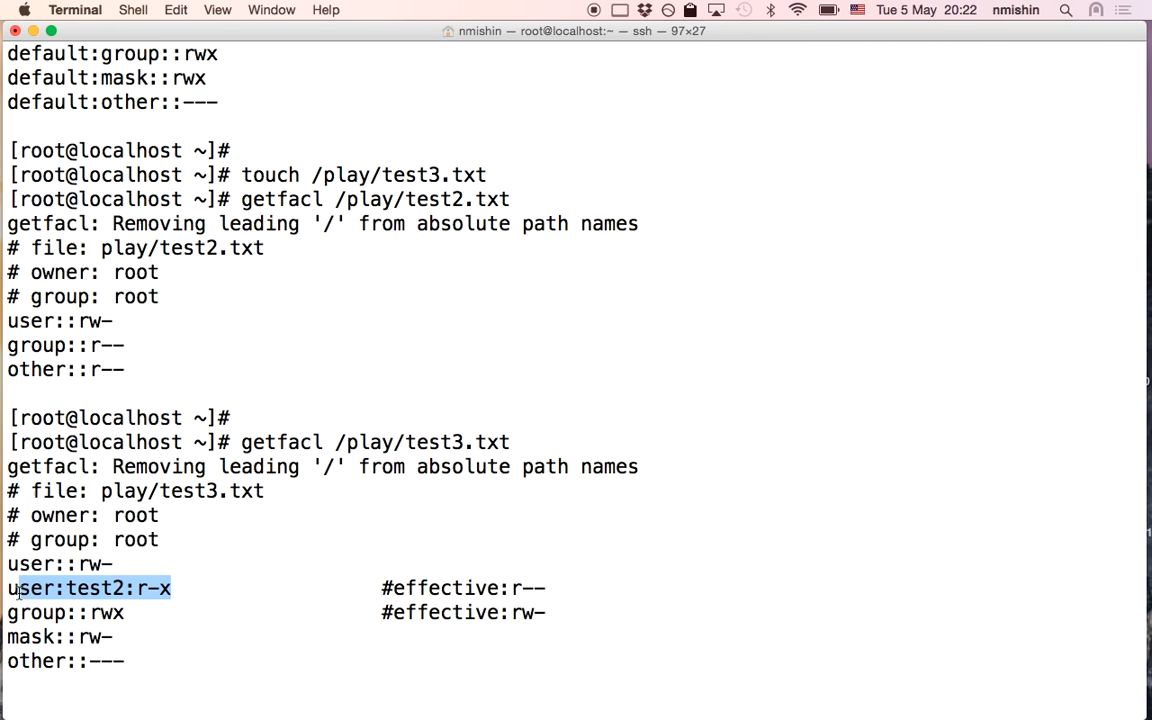 Terminal Shell Edit View Window Help Tue 5 May 20:22 nmishin
nmishin — root@localhost:~ — ssh — 97×27
default:group::rwx
default:mask::rwx
default:other::---
[root@localhost ~]#
[root@localhost ~]# touch /play/test3.txt
[root@localhost ~]# getfacl /play/test2.txt
getfacl: Removing leading '/' from absolute path names
# file: play/test2.txt
# owner: root
# group: root
user::rw-
group::r--
other::r--
[root@localhost ~]#
[root@localhost ~]# getfacl /play/test3.txt
getfacl: Removing leading '/' from absolute path names
# file: play/test3.txt
# owner: root
# group: root
user::rw-
user:test2:r-x #effective:r--
group::rwx #effective:rw-
mask::rw-
other::---